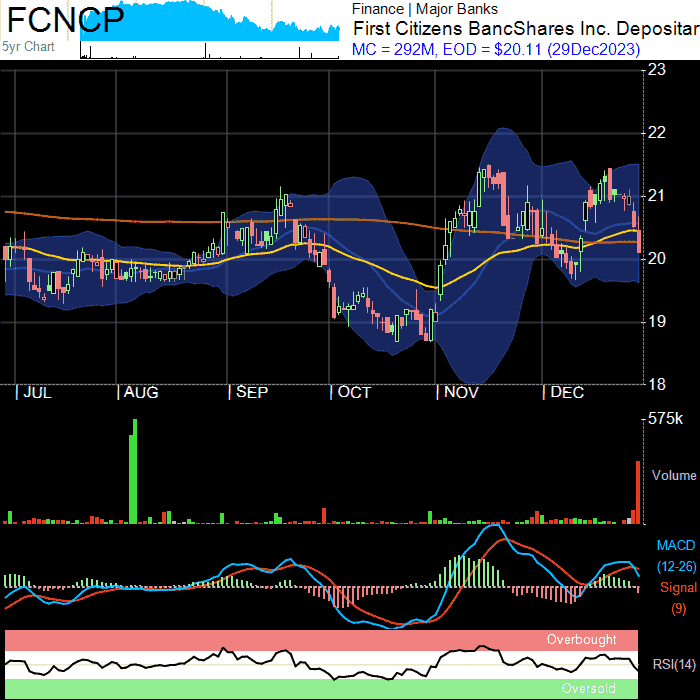 FCNCP
5yr Chart
Finance | Major Banks
First Citizens BancShares Inc. Depositar
MC = 292M, EOD = $20.11 (29Dec2023)
23
22
21
20
19
18
JUL AUG SEP OCT NOV DEC
575k
Volume
MACD
(12-26)
Signal
(9)
Overbought
RSI(14)
Oversold